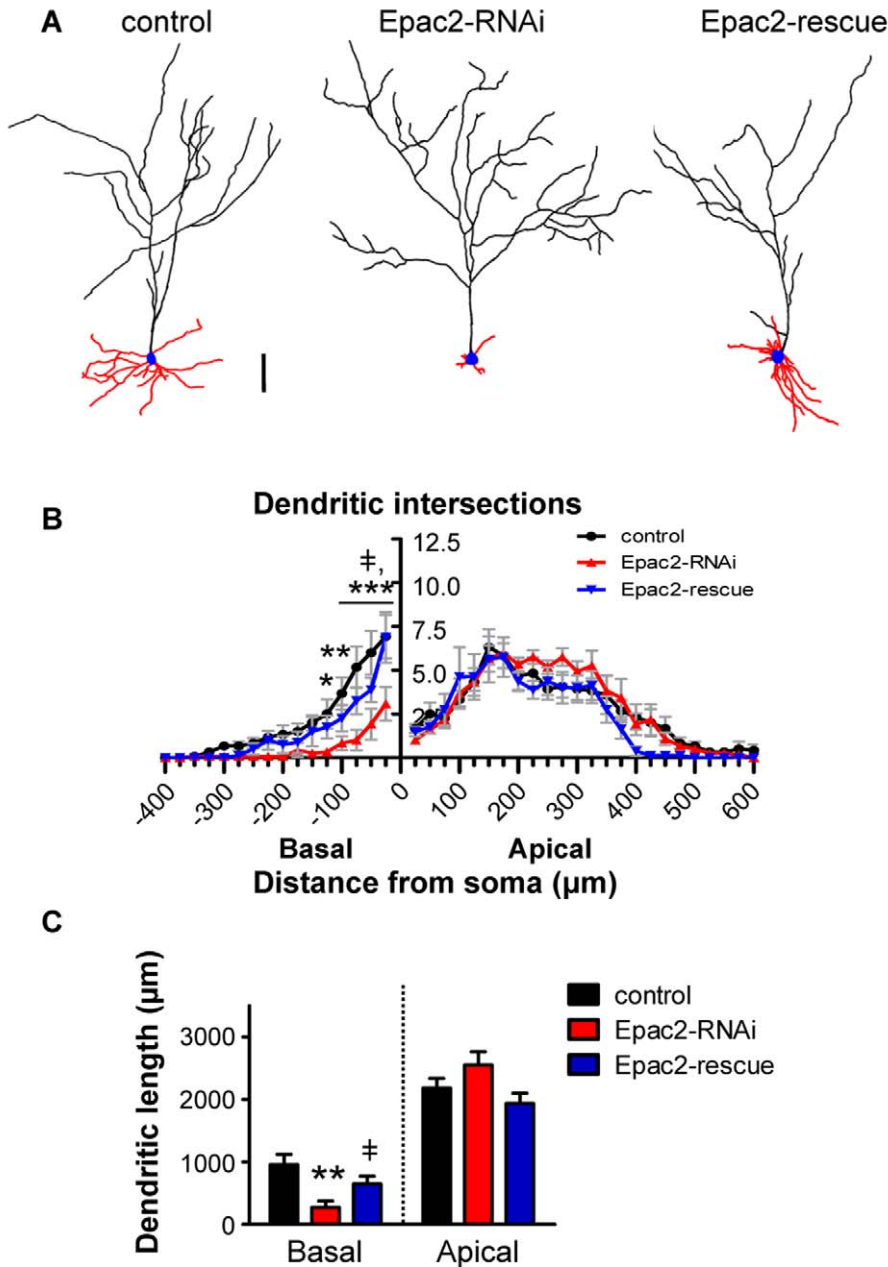 A
control
Epac2-RNAi
Epac2-rescue
B
Dendritic intersections
control
Epac2-RNAi
Epac2-rescue
12.5
10.0
7.5
5.0
ǂ,
***
**
*
-400
-300
-200
-100
0
100
200
300
400
500
600
Basal
Apical
Distance from soma (µm)
C
Dendritic length (µm)
3000
2000
1000
0
**
ǂ
Basal
Apical
control
Epac2-RNAi
Epac2-rescue